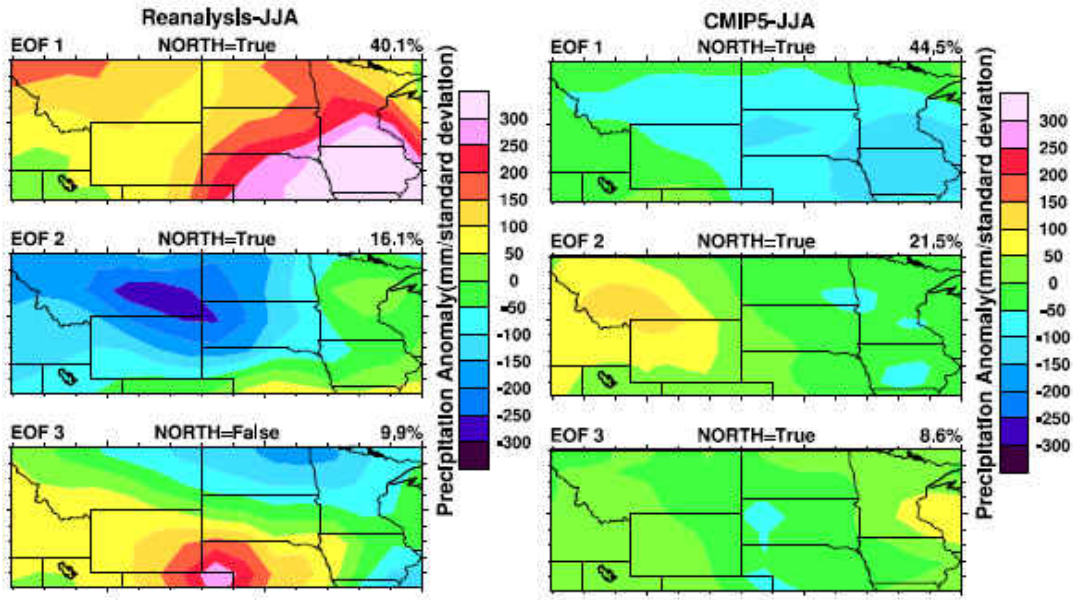 Reanalysis-JJA
EOF 1 NORTH=True 40.1%
EOF 2 NORTH=True 16.1%
EOF 3 NORTH=False 9,9%
300
250
200
150
100
50
0
-50
-100
-150
-200
-250
-300
Precipitation Anomaly(mm/standard deviation)
CMIP5-JJA
EOF 1 NORTH=True 44,5%
EOF 2 NORTH=True 21.5%
EOF 3 NORTH=True 8.6%
300
250
200
150
100
50
0
-50
-100
-150
-200
-250
-300
Precipitation Anomaly(mm/standard deviation)